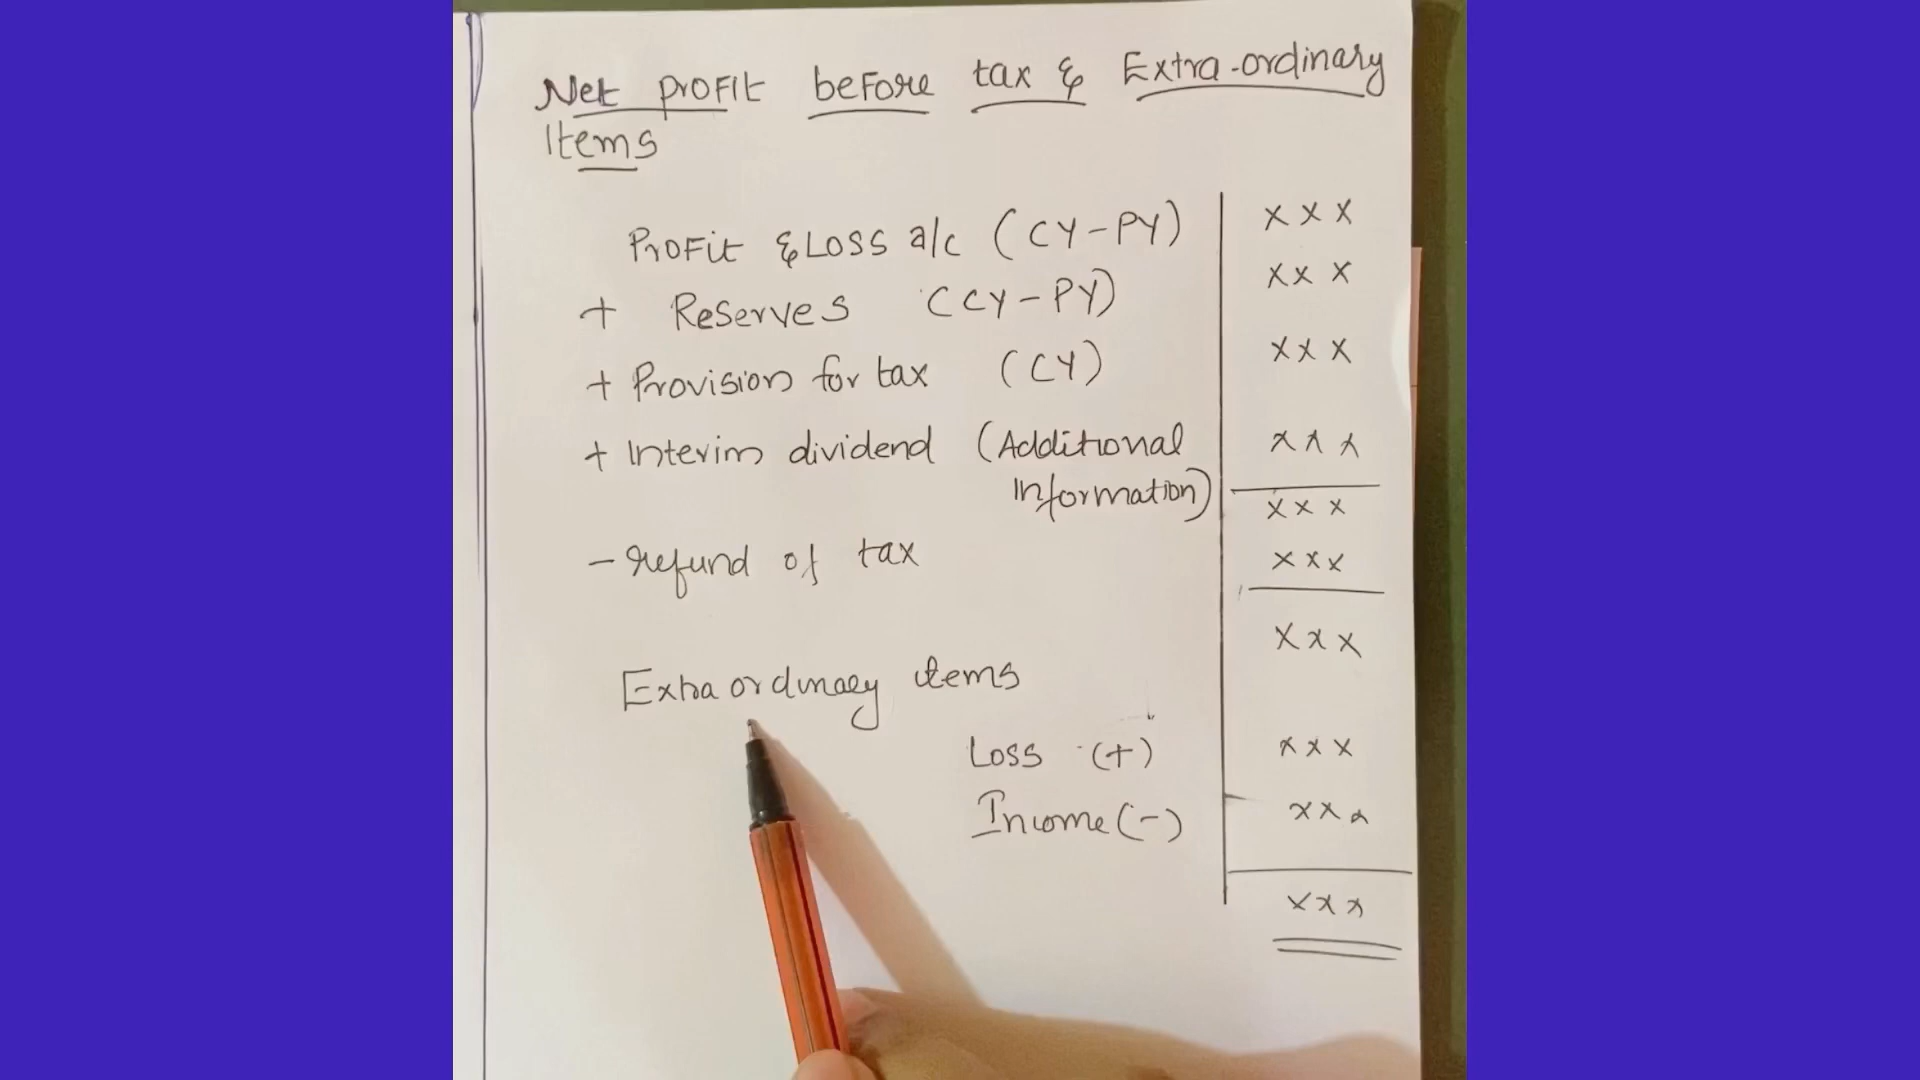 Net profit before tax & Extra-ordinary
Items
Profit & Loss a/c (CY-PY) xxx
+ Reserves (CY-PY) xxx
+ Provision for tax (CY) xxx
+ Interim dividend (Additional xxx
Information)
xxx
- refund of tax xxx
xxx
Extra ordinary items
Loss (+) xxx
Income (-) xxx
xxx